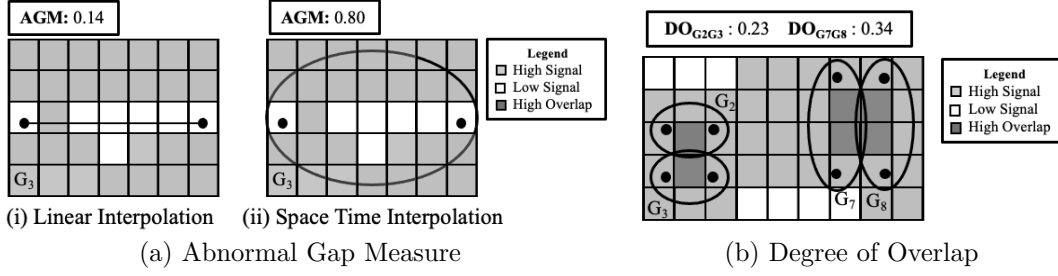 AGM: 0.14
G3
(i) Linear Interpolation
AGM: 0.80
G3
(ii) Space Time Interpolation
Legend
High Signal
Low Signal
High Overlap
(a) Abnormal Gap Measure
DOG2G3 : 0.23 DOG7G8 : 0.34
G2
G3
G7
G8
Legend
High Signal
Low Signal
High Overlap
(b) Degree of Overlap